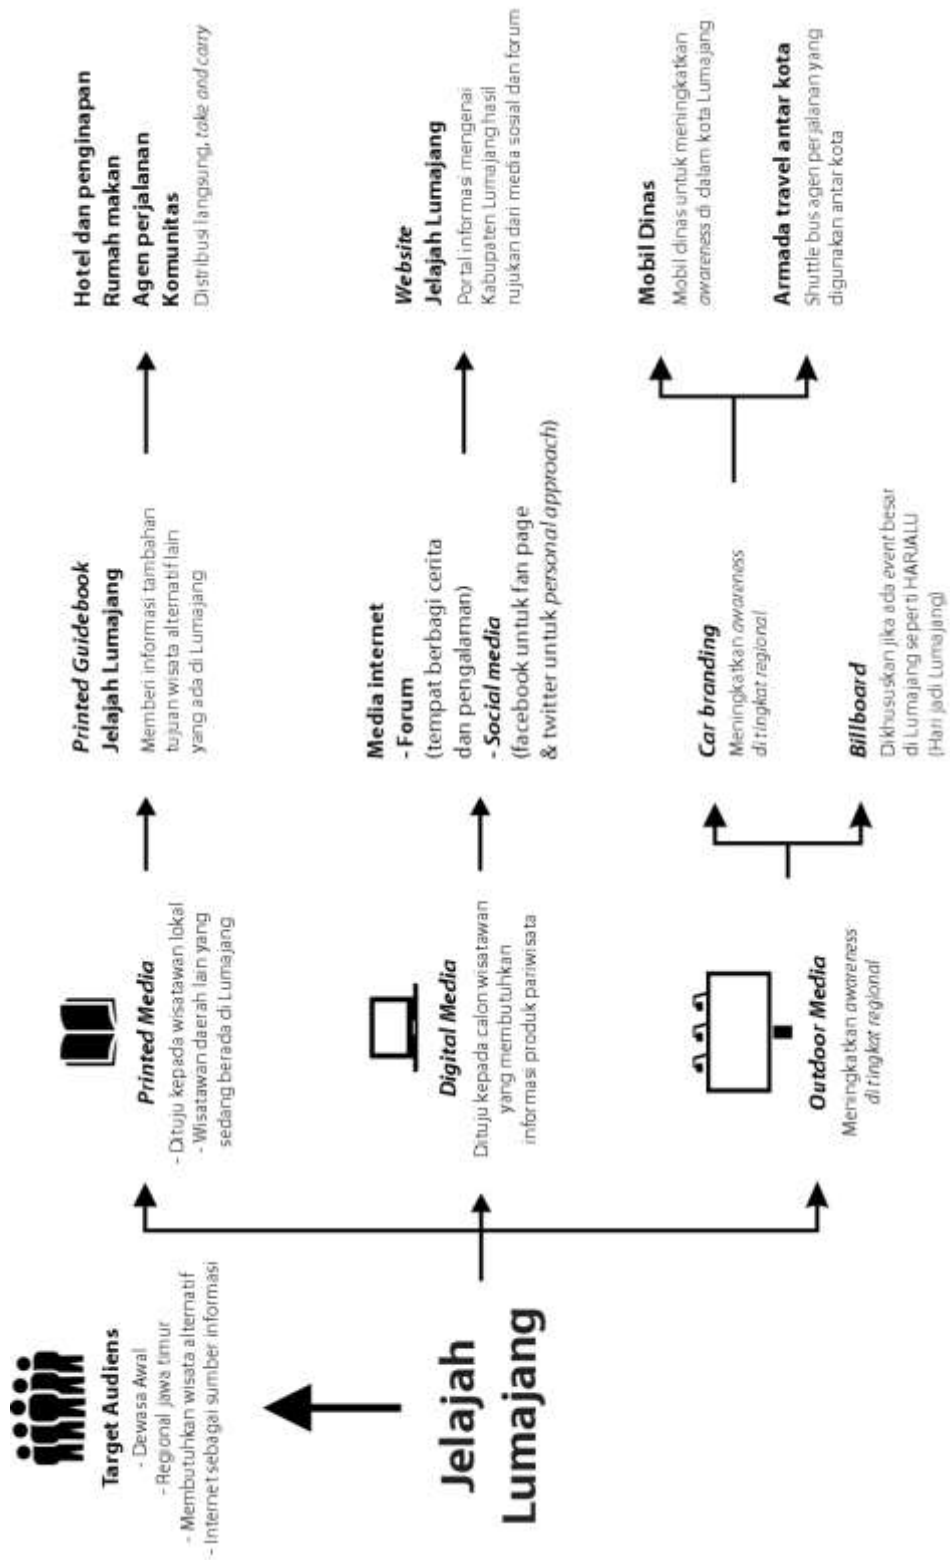 Target Audiens
- Dewasa Awal
- Regional jawa timur
- Membutuhkan wisata alternatif
- Internet sebagai sumber informasi
Jelajah
Lumajang
Printed Media
- Dituju kepada wisatawan lokal
- Wisatawan daerah lain yang
sedang berada di Lumajang
Printed Guidebook
Jelajah Lumajang
Memberi informasi tambahan
tujuan wisata alternatif lain
yang ada di Lumajang
Hotel dan penginapan
Rumah makan
Agen perjalanan
Komunitas
Distribusi langsung, take and carry
Digital Media
Dituju kepada calon wisatawan
yang membutuhkan
informasi produk pariwisata
Media internet
- Forum
(tempat berbagi cerita
dan pengalaman)
- Social media
(facebook untuk fan page
& twitter untuk personal approach)
Website
Jelajah Lumajang
Portal informasi mengenai
Kabupaten Lumajang hasil
rujukan dari media sosial dan forum
Outdoor Media
Meningkatkan awareness
di tingkat regional
Car branding
Meningkatkan awareness
di tingkat regional
Mobil Dinas
Mobil dinas untuk meningkatkan
awareness di dalam kota Lumajang
Armada travel antar kota
Shuttle bus agen perjalanan yang
digunakan antar kota
Billboard
Dikhususkan jika ada event besar
di Lumajang seperti HARJALU
(Hari jadi Lumajang)